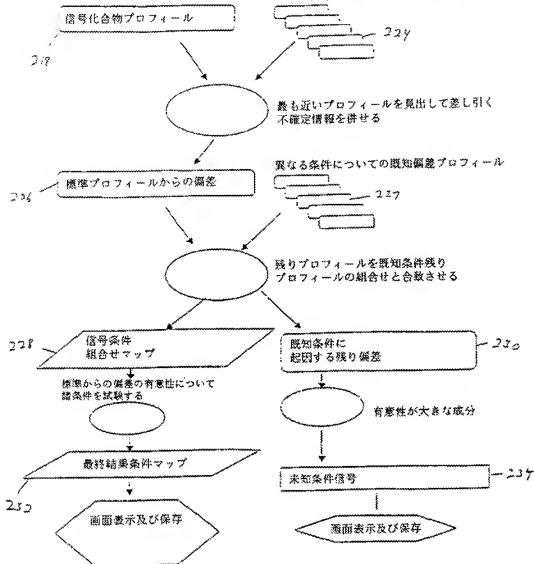 信号化合物プロフィール
218
224
最も近いプロフィールを見出して差し引く
不確定情報を併せる
異なる条件についての既知偏差プロフィール
226
標準プロフィールからの偏差
227
残りプロフィールを既知条件残り
プロフィールの組合せと合致させる
228
信号条件
組合せマップ
既知条件に
起因する残り偏差
230
標準からの偏差の有意性について
諸条件を試験する
有意性が大きな成分
最終結果条件マップ
232
未知条件信号
234
画面表示及び保存
画面表示及び保存